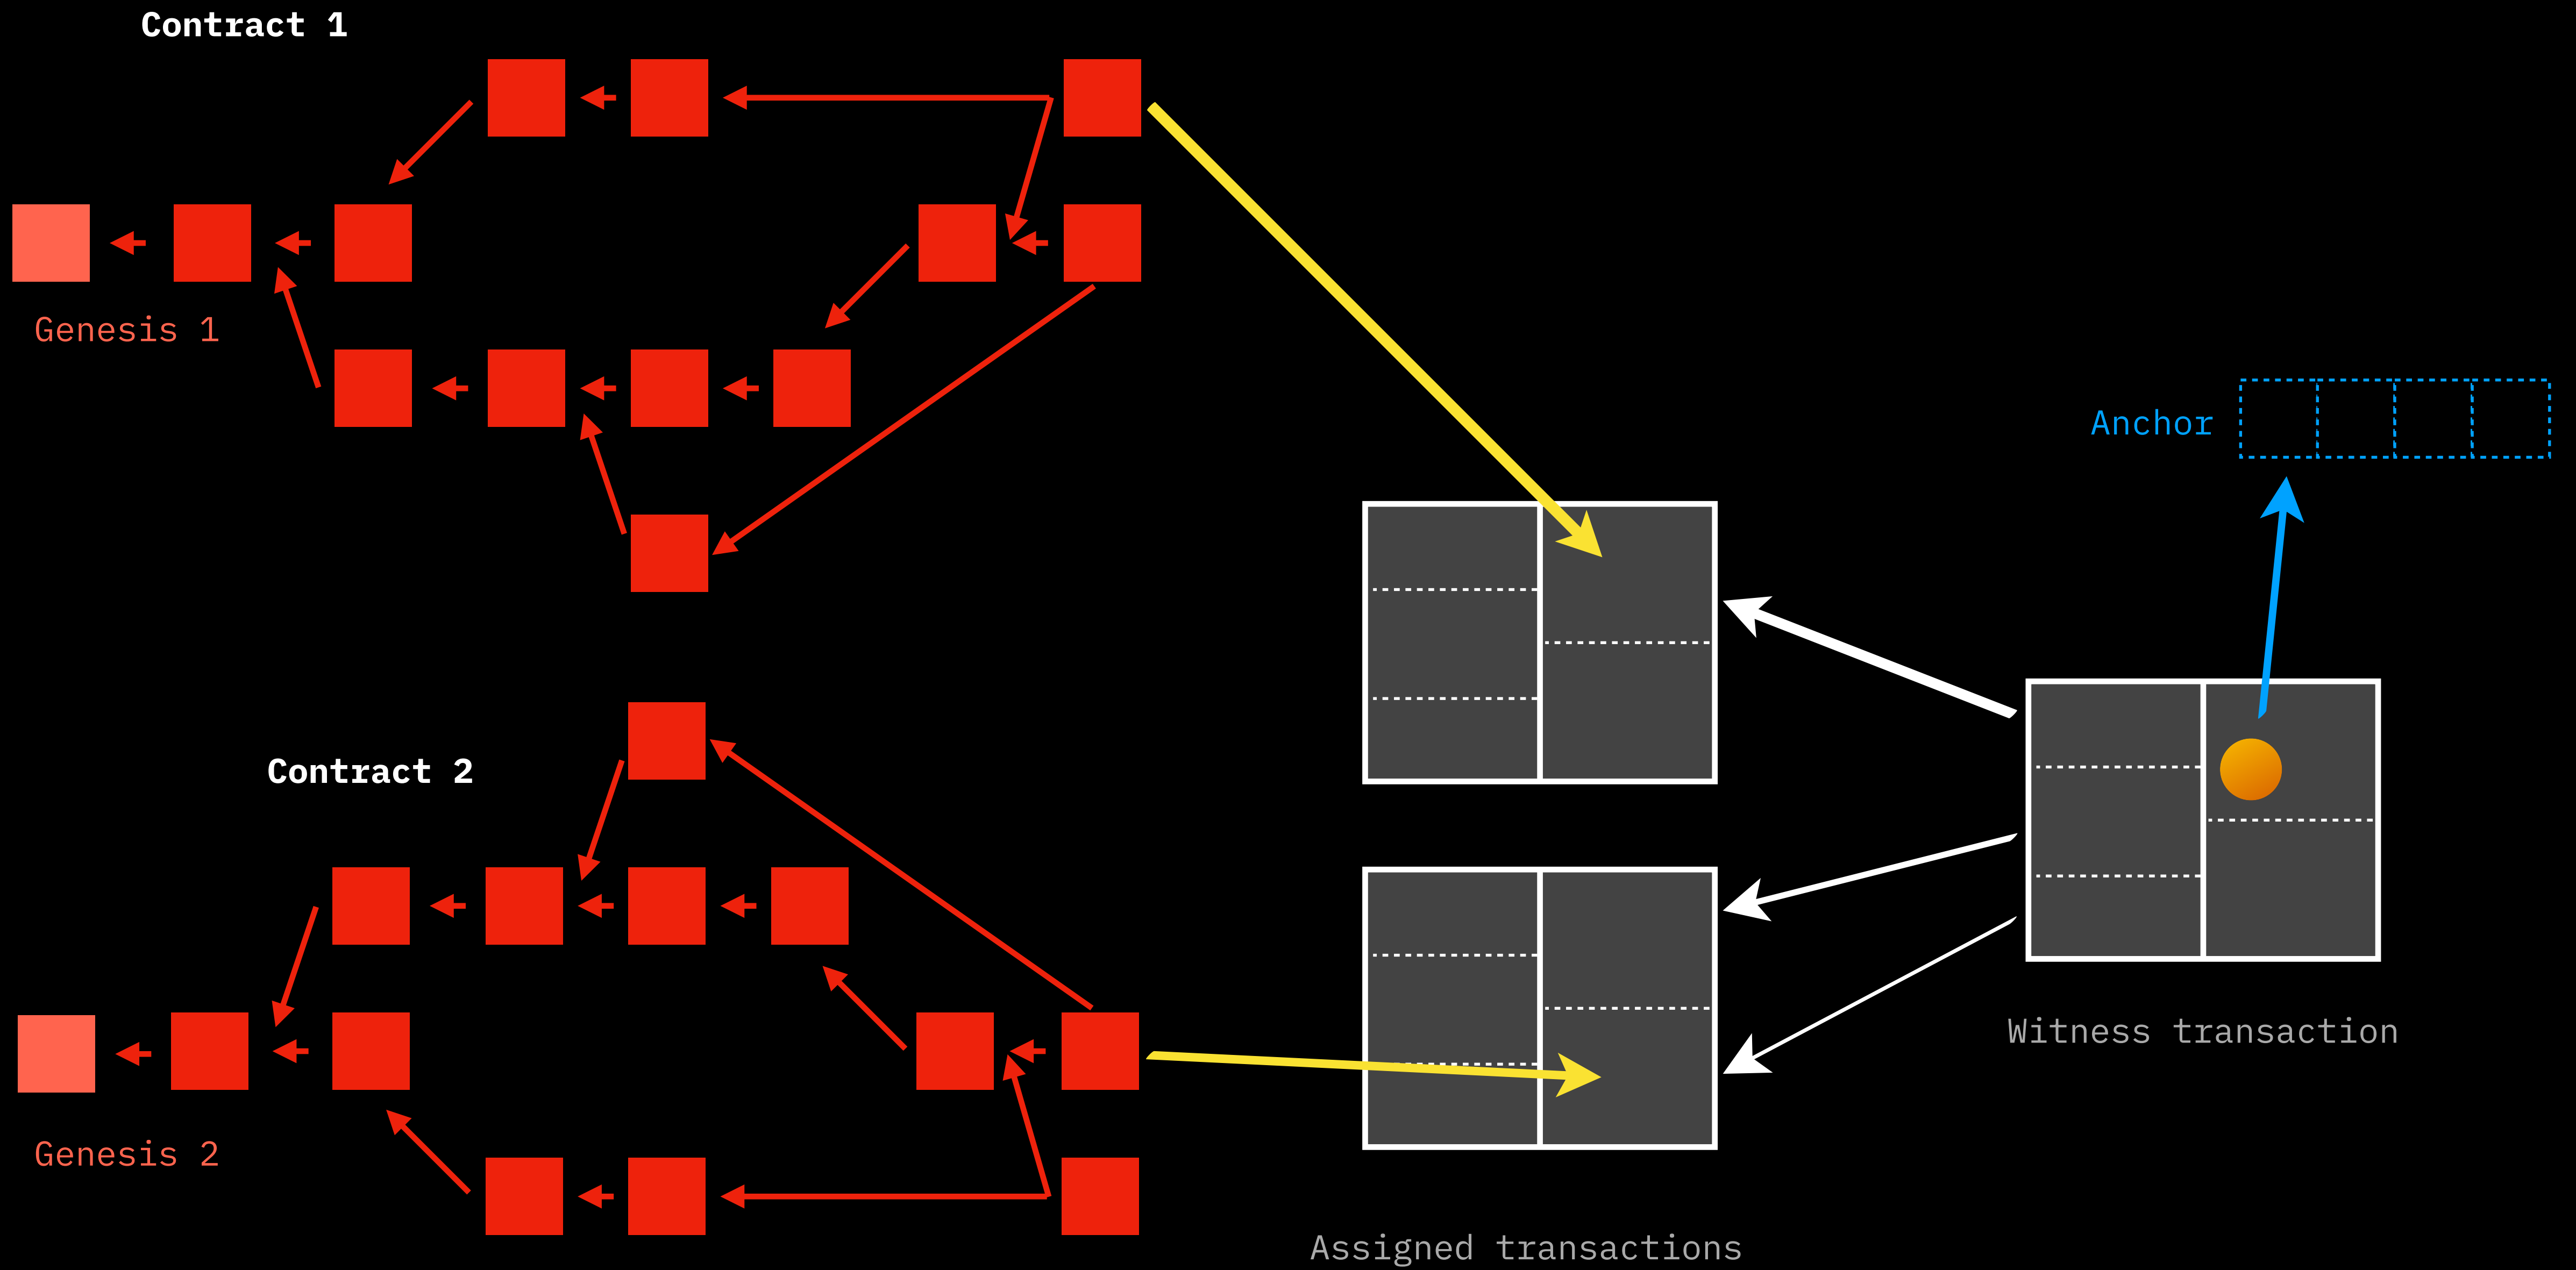 Contract 1
Genesis 1
Anchor
Contract 2
Witness transaction
Genesis 2
Assigned transactions